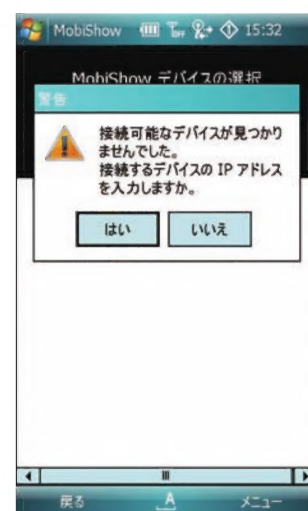 MobiShow 15:32
MobiShow デバイスの選択
警告
接続可能なデバイスが見つかり
ませんでした。
接続するデバイスの IP アドレス
を入力しますか。
はい いいえ
戻る A メニュー